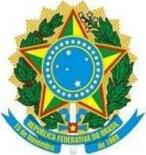 REPÚBLICA FEDERATIVA DO BRASIL
15 de Novembro
de 1889